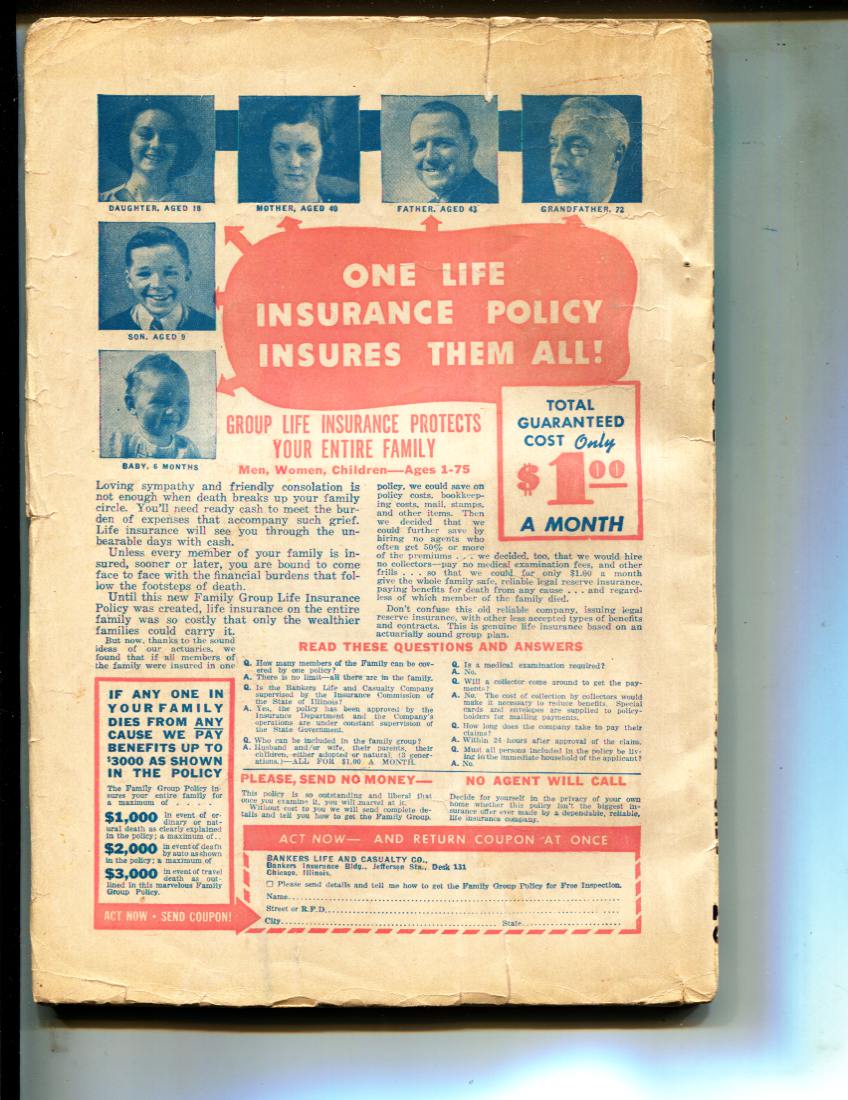 DAUGHTER, AGED 18
MOTHER, AGED 40
FATHER, AGED 43
GRANDFATHER, 72
SON, AGED 9
BABY, 6 MONTHS
ONE LIFE
INSURANCE POLICY
INSURES THEM ALL!
GROUP LIFE INSURANCE PROTECTS
YOUR ENTIRE FAMILY
Men, Women, Children—Ages 1-75
TOTAL
GUARANTEED
COST Only
$1.00
A MONTH
Loving sympathy and friendly consolation is
not enough when death breaks up your family
circle. You'll need ready cash to meet the bur-
den of expenses that accompany such grief.
Life insurance will see you through the un-
bearable days with cash.
Unless every member of your family is in-
sured, sooner or later, you are bound to come
face to face with the financial burdens that fol-
low the footsteps of death.
Until this new Family Group Life Insurance
Policy was created, life insurance on the entire
family was so costly that only the wealthier
families could carry it.
But now, thanks to the sound
ideas of our actuaries, we
found that if all members of
the family were insured in one
policy, we could save on
policy costs, bookkeep-
ing costs, mail, stamps,
and other items. Then
we decided that we
could further save by
hiring no agents who
often get 50% or more
of the premiums . . . we decided, too, that we would hire
no collectors—pay no medical examination fees, and other
frills . . . so that we could for only $1.00 a month
give the whole family safe, reliable legal reserve insurance,
paying benefits for death from any cause . . . and regard-
less of which member of the family died.
Don't confuse this old reliable company, issuing legal
reserve insurance, with other less accepted types of benefits
and contracts. This is genuine life insurance based on an
actuarially sound group plan.
READ THESE QUESTIONS AND ANSWERS
Q. How many members of the Family can be cov-
ered by one policy?
A. There is no limit—all there are in the family.
Q. Is the Bankers Life and Casualty Company
supervised by the Insurance Commission of
the State of Illinois?
A. Yes, the policy has been approved by the
Insurance Department and the Company's
operations are under constant supervision of
the State Government.
Q. Who can be included in the family group?
A. Husband and/or wife, their parents, their
children, either adopted or natural. (3 gener-
ations.)—ALL FOR $1.00 A MONTH.
Q. Is a medical examination required?
A. No.
Q. Will a collector come around to get the pay-
ments?
A. No. The cost of collection by collectors would
make it necessary to reduce benefits. Special
cards and envelopes are supplied to policy-
holders for mailing payments.
Q. How long does the company take to pay their
claims?
A. Within 24 hours after approval of the claim.
Q. Must all persons included in the policy be liv-
ing in the immediate household of the applicant?
A. No.
IF ANY ONE IN
YOUR FAMILY
DIES FROM ANY
CAUSE WE PAY
BENEFITS UP TO
$3000 AS SHOWN
IN THE POLICY
The Family Group Policy in-
sures your entire family for
a maximum of . . . .
$1,000 in event of or-
dinary or nat-
ural death as clearly explained
in the policy; a maximum of . .
$2,000 in event of death
by auto as shown
in the policy; a maximum of
$3,000 in event of travel
death as out-
lined in this marvelous Family
Group Policy.
ACT NOW • SEND COUPON!
PLEASE, SEND NO MONEY—
NO AGENT WILL CALL
This policy is so outstanding and liberal that
once you examine it, you will marvel at it.
Without cost to you we will send complete de-
tails and tell you how to get the Family Group.
Decide for yourself in the privacy of your own
home whether this policy isn't the biggest in-
surance offer ever made by a dependable, reliable,
life insurance company.
ACT NOW— AND RETURN COUPON AT ONCE
BANKERS LIFE AND CASUALTY CO.,
Bankers Insurance Bldg., Jefferson Sta., Desk 131
Chicago, Illinois.
☐ Please send details and tell me how to get the Family Group Policy for Free Inspection.
Name
Street or R.F.D.
City State